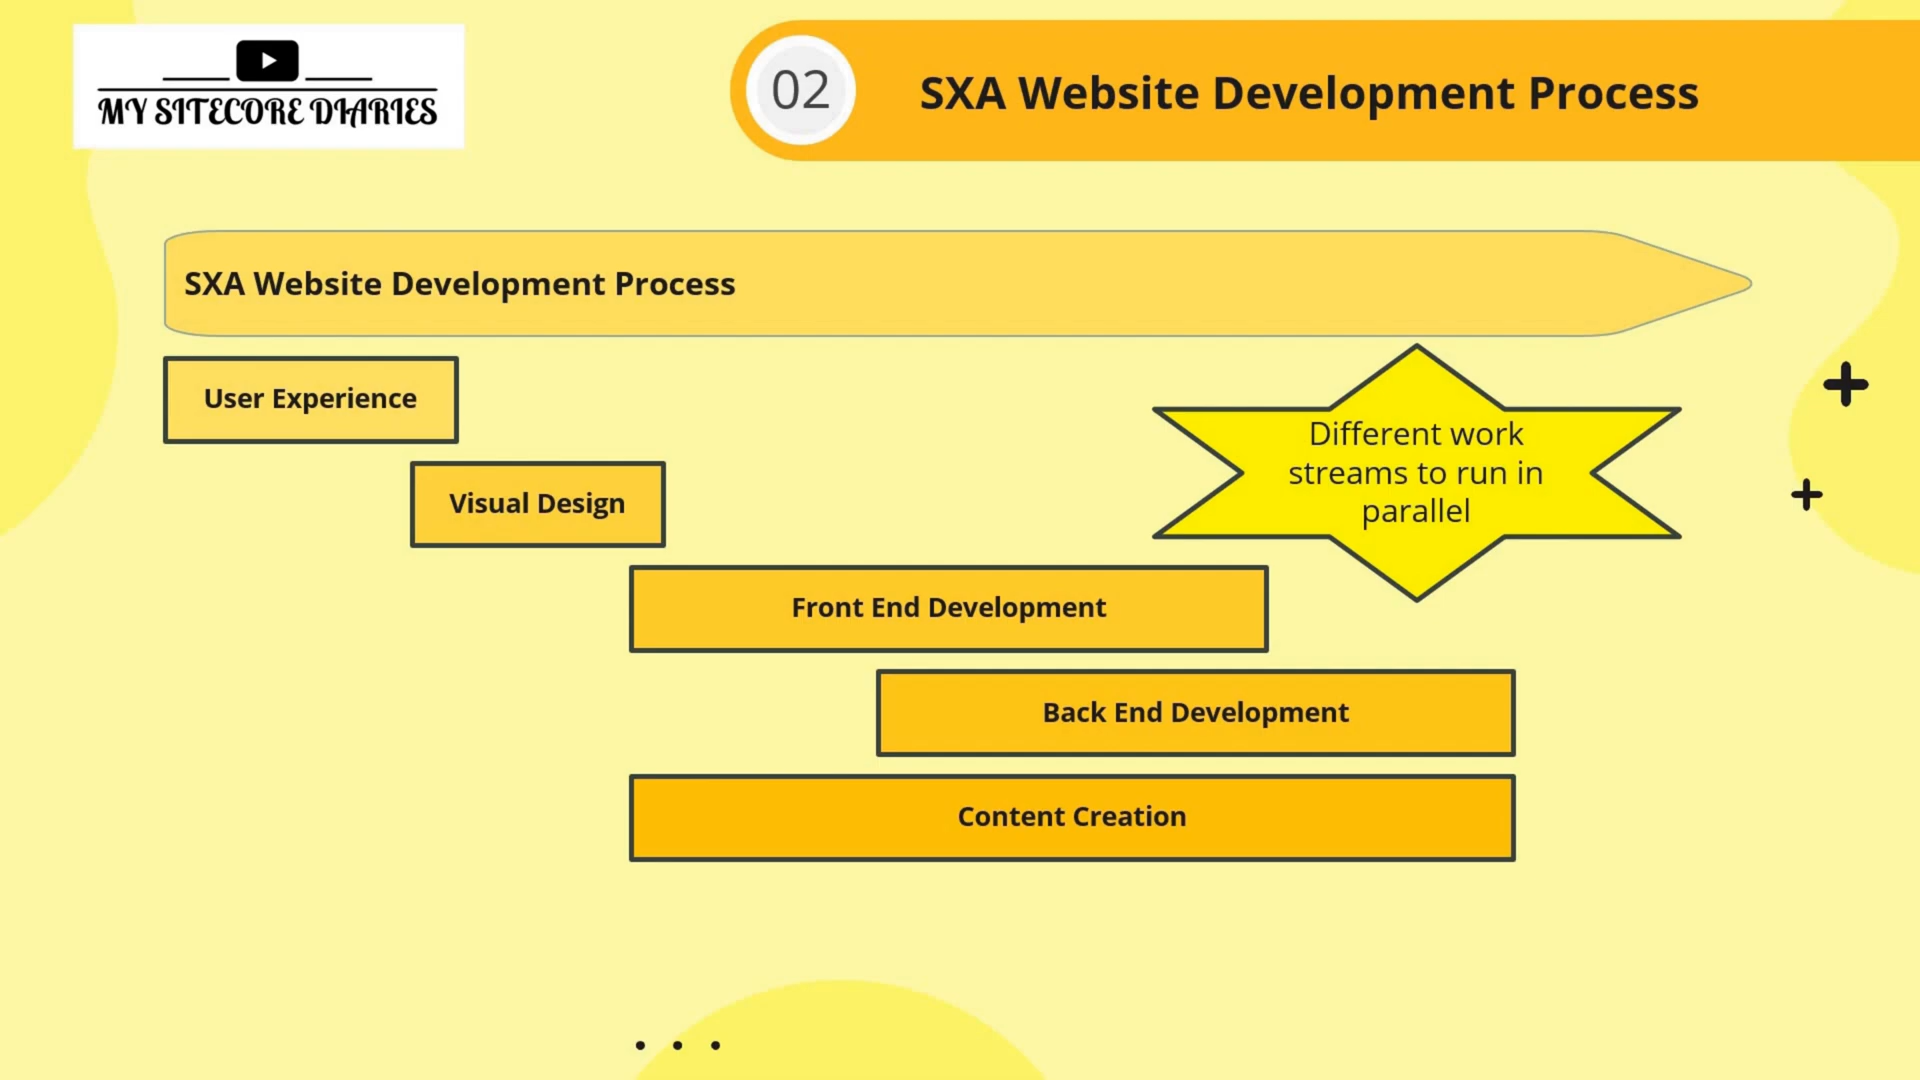 MY SITECORE DIARIES
02
SXA Website Development Process
SXA Website Development Process
User Experience
Different work
streams to run in
parallel
Visual Design
Front End Development
Back End Development
Content Creation